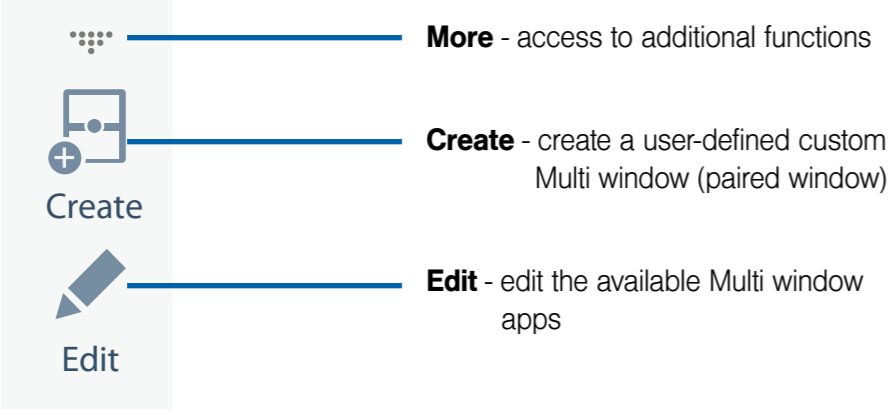 More - access to additional functions
Create - create a user-defined custom
Multi window (paired window)
Create
Edit - edit the available Multi window
apps
Edit